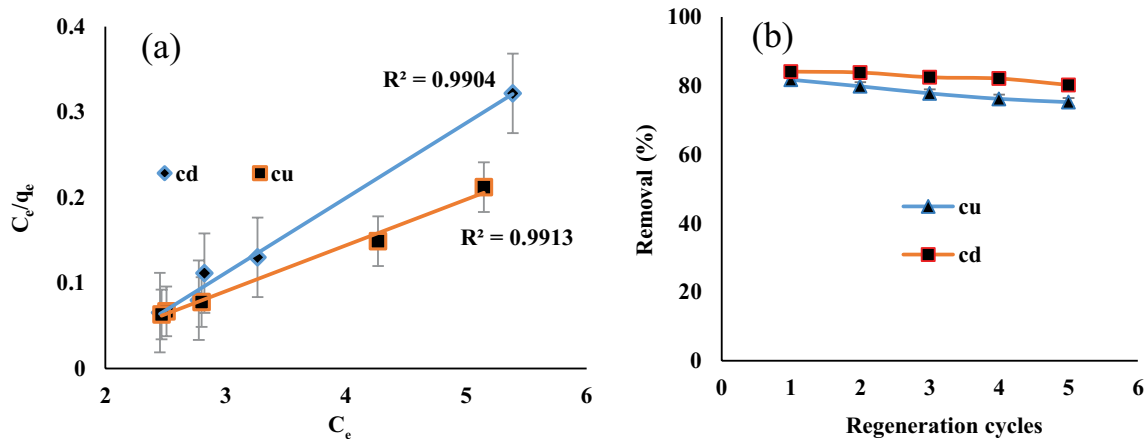 (a)
0.4
0.3
0.2
0.1
0
C_e/q_e
R² = 0.9904
cd
cu
R² = 0.9913
2
3
4
5
6
C_e
(b)
100
80
60
40
20
0
Removal (%)
cu
cd
0
1
2
3
4
5
6
Regeneration cycles